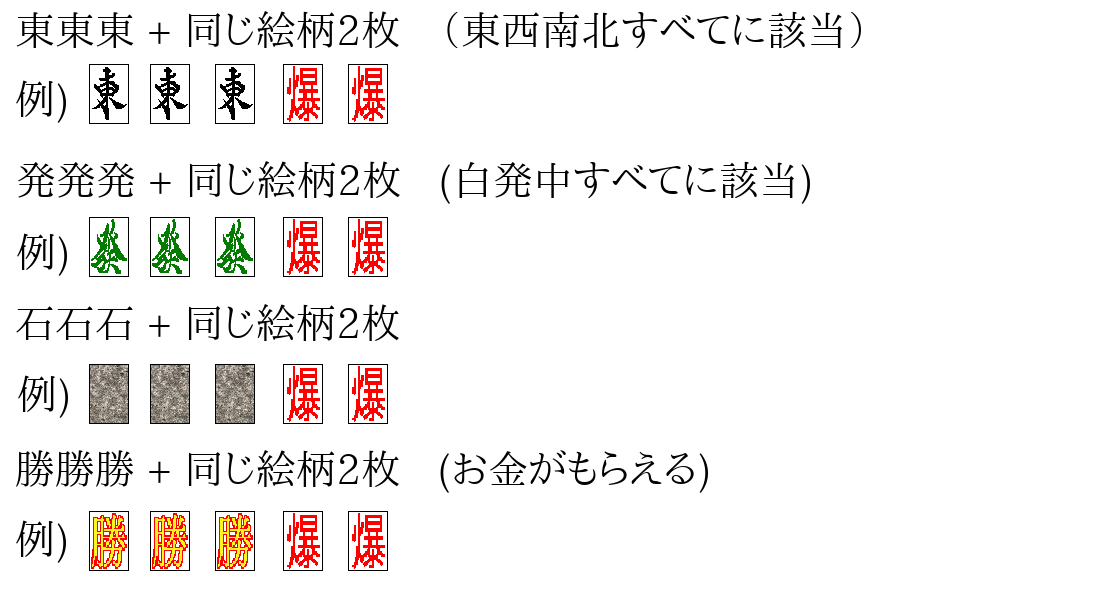 東東東 + 同じ絵柄2枚 （東西南北すべてに該当）
例) 東 東 東 爆 爆
発発発 + 同じ絵柄2枚 (白発中すべてに該当)
例) 發 發 發 爆 爆
石石石 + 同じ絵柄2枚
例) 爆 爆
勝勝勝 + 同じ絵柄2枚 (お金がもらえる)
例) 勝 勝 勝 爆 爆